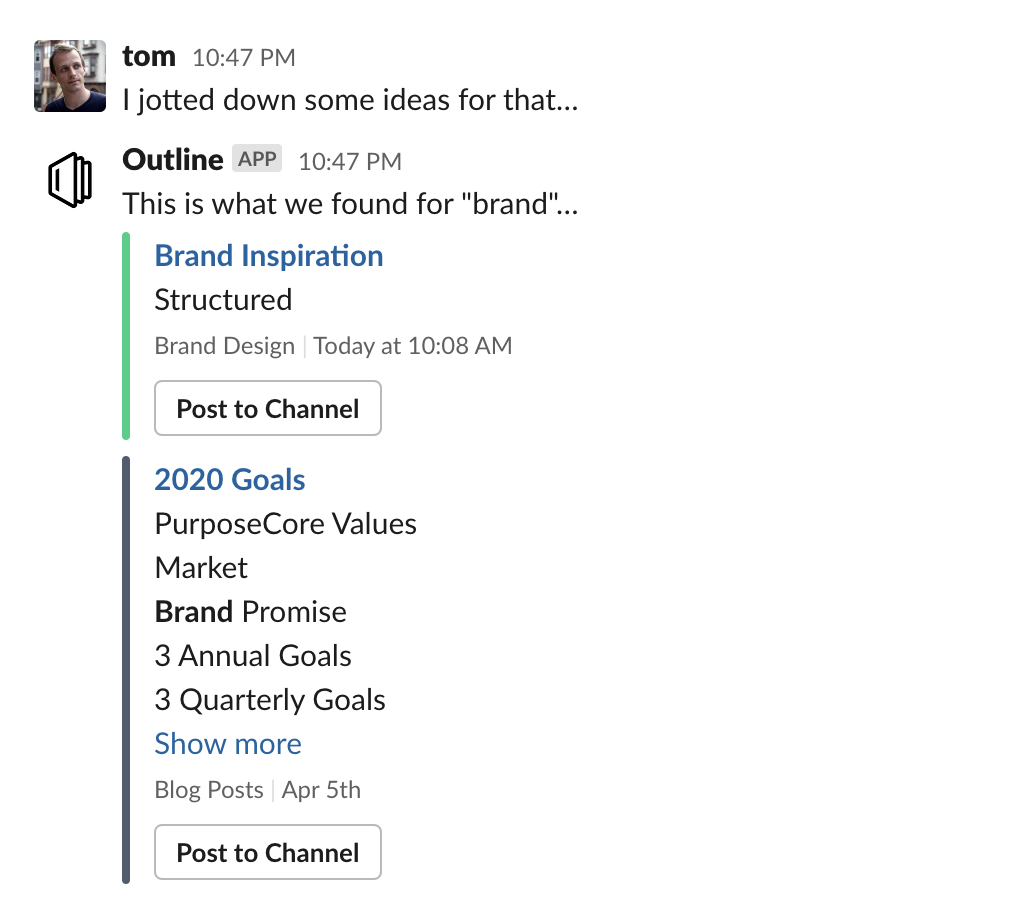 tom 10:47 PM
I jotted down some ideas for that...
Outline APP 10:47 PM
This is what we found for "brand"...
Brand Inspiration
Structured
Brand Design | Today at 10:08 AM
Post to Channel
2020 Goals
PurposeCore Values
Market
Brand Promise
3 Annual Goals
3 Quarterly Goals
Show more
Blog Posts | Apr 5th
Post to Channel